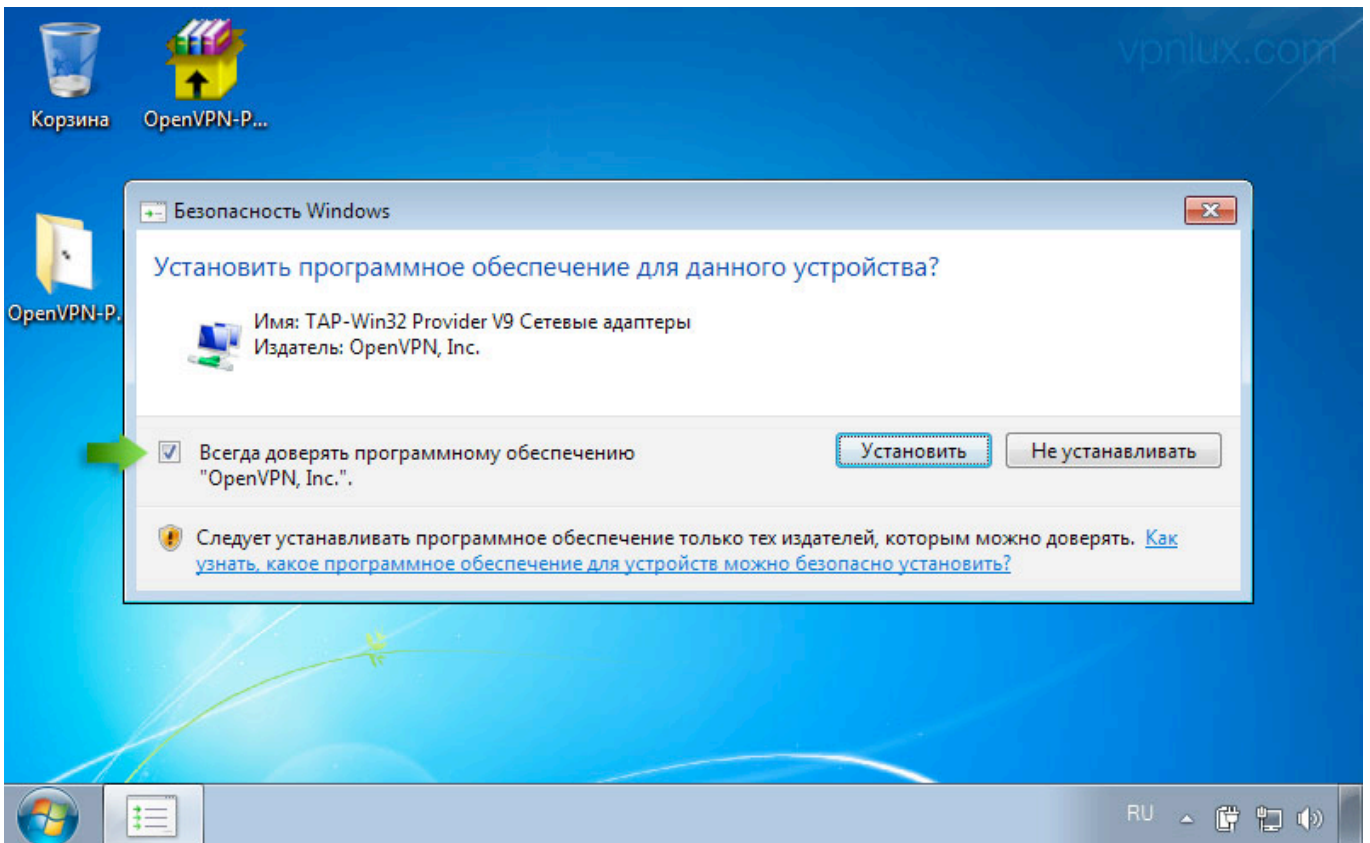 vpnlux.com
Корзина
OpenVPN-P...
OpenVPN-P.
Безопасность Windows
Установить программное обеспечение для данного устройства?
Имя: TAP-Win32 Provider V9 Сетевые адаптеры
Издатель: OpenVPN, Inc.
Всегда доверять программному обеспечению
"OpenVPN, Inc.".
Установить
Не устанавливать
Следует устанавливать программное обеспечение только тех издателей, которым можно доверять. Как
узнать, какое программное обеспечение для устройств можно безопасно установить?
RU